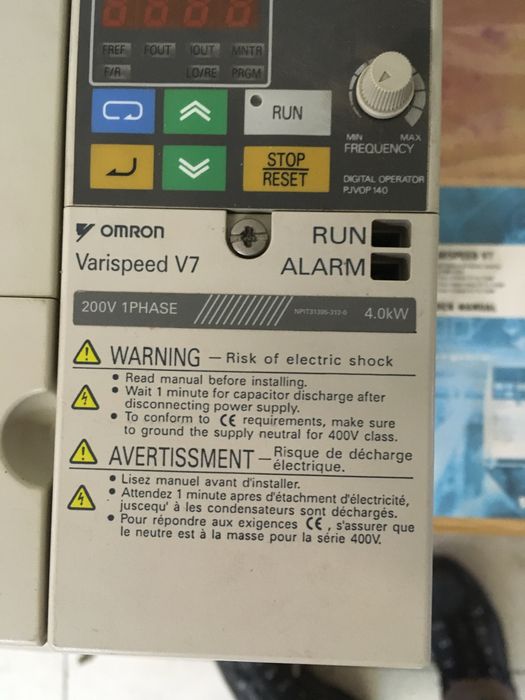 8888
FREF FOUT IOUT MNTR
F/R LO/RE PRGM
RUN
STOP
RESET
MIN MAX
FREQUENCY
DIGITAL OPERATOR
PJVOP140
OMRON
Varispeed V7
RUN
ALARM
200V 1PHASE
4.0kW
WARNING – Risk of electric shock
• Read manual before installing.
• Wait 1 minute for capacitor discharge after
disconnecting power supply.
• To conform to CE requirements, make sure
to ground the supply neutral for 400V class.
AVERTISSMENT – Risque de décharge
électrique.
• Lisez manuel avant d'installer.
• Attendez 1 minute apres d'étachment d'électricité,
juscequ' à les condensateurs sont déchargés.
• Pour répondre aux exigences CE, s'assurer que
le neutre est à la masse pour la série 400V.
V7
MANUAL